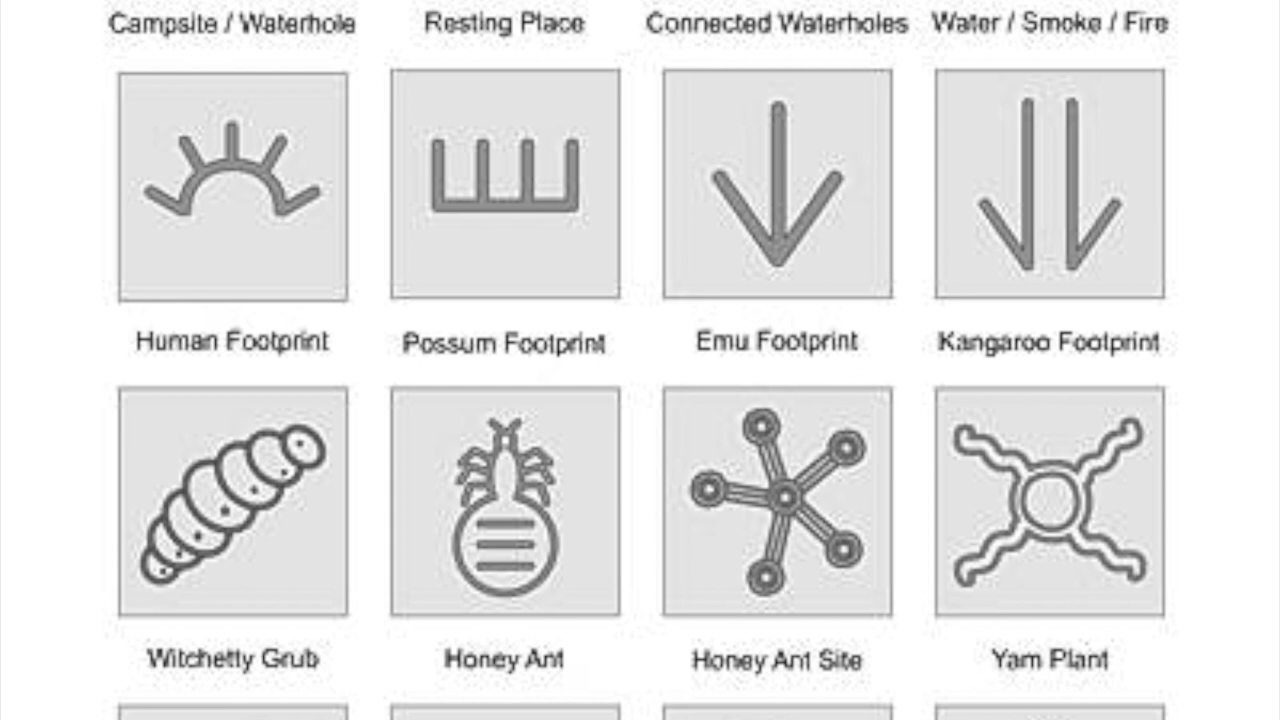 Campsite / Waterhole
Resting Place
Connected Waterholes
Water / Smoke / Fire
Human Footprint
Possum Footprint
Emu Footprint
Kangaroo Footprint
Witchetty Grub
Honey Ant
Honey Ant Site
Yam Plant